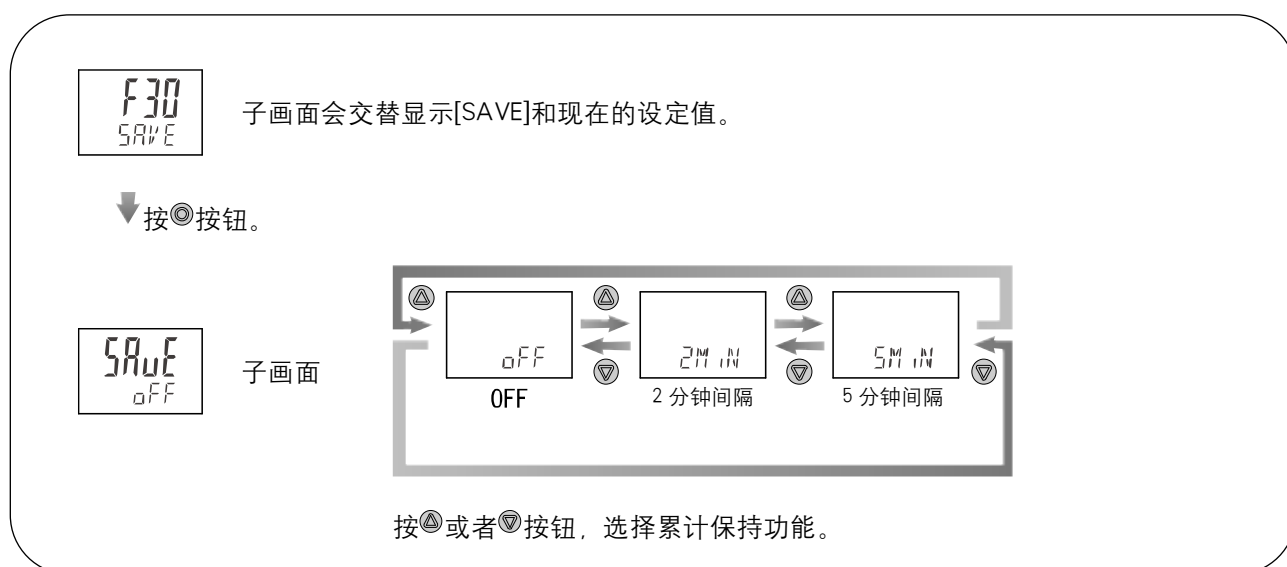 F30
SAVE
子画面会交替显示[SAVE]和现在的设定值。
按◎按钮。
SAvE
oFF
子画面
oFF
2MiN
5MiN
OFF
2 分钟间隔
5 分钟间隔
按△或者▽按钮，选择累计保持功能。